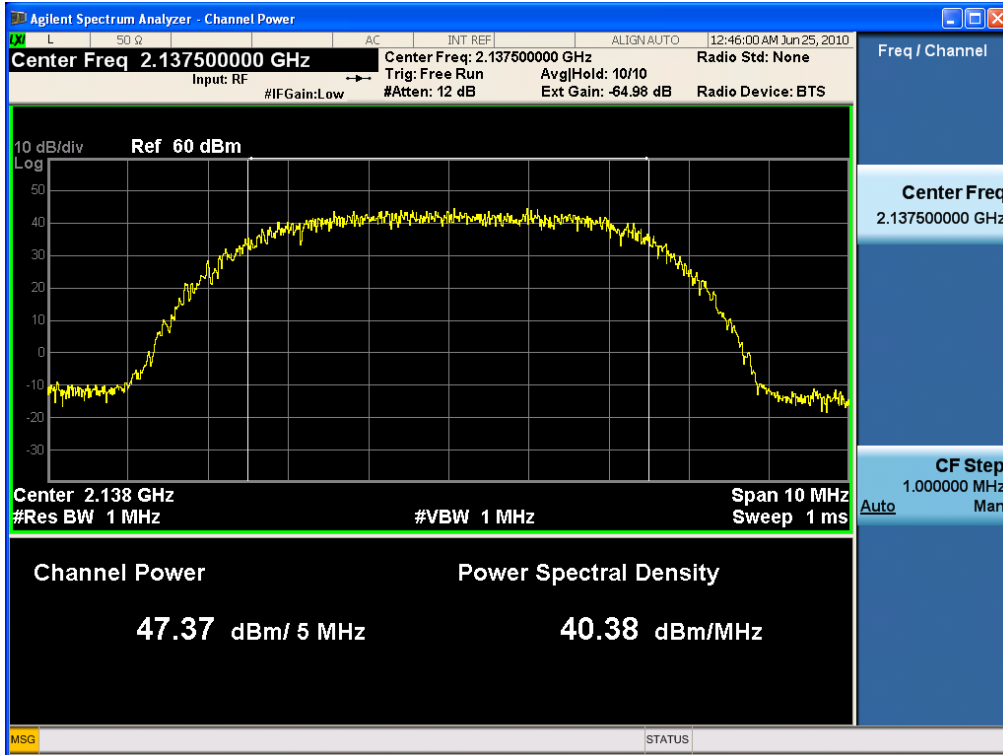 Agilent Spectrum Analyzer - Channel Power
LXI L 50 Ω AC INT REF ALIGN AUTO 12:46:00 AM Jun 25, 2010
Center Freq 2.137500000 GHz
Input: RF
#IFGain:Low
Center Freq: 2.137500000 GHz
Trig: Free Run Avg|Hold: 10/10
#Atten: 12 dB Ext Gain: -64.98 dB
Radio Std: None
Radio Device: BTS
10 dB/div Ref 60 dBm
Log
50
40
30
20
10
0
-10
-20
-30
Center 2.138 GHz Span 10 MHz
#Res BW 1 MHz #VBW 1 MHz Sweep 1 ms
Channel Power Power Spectral Density
47.37 dBm/ 5 MHz 40.38 dBm/MHz
Freq / Channel
Center Freq
2.137500000 GHz
CF Step
1.000000 MHz
Auto Man
MSG STATUS